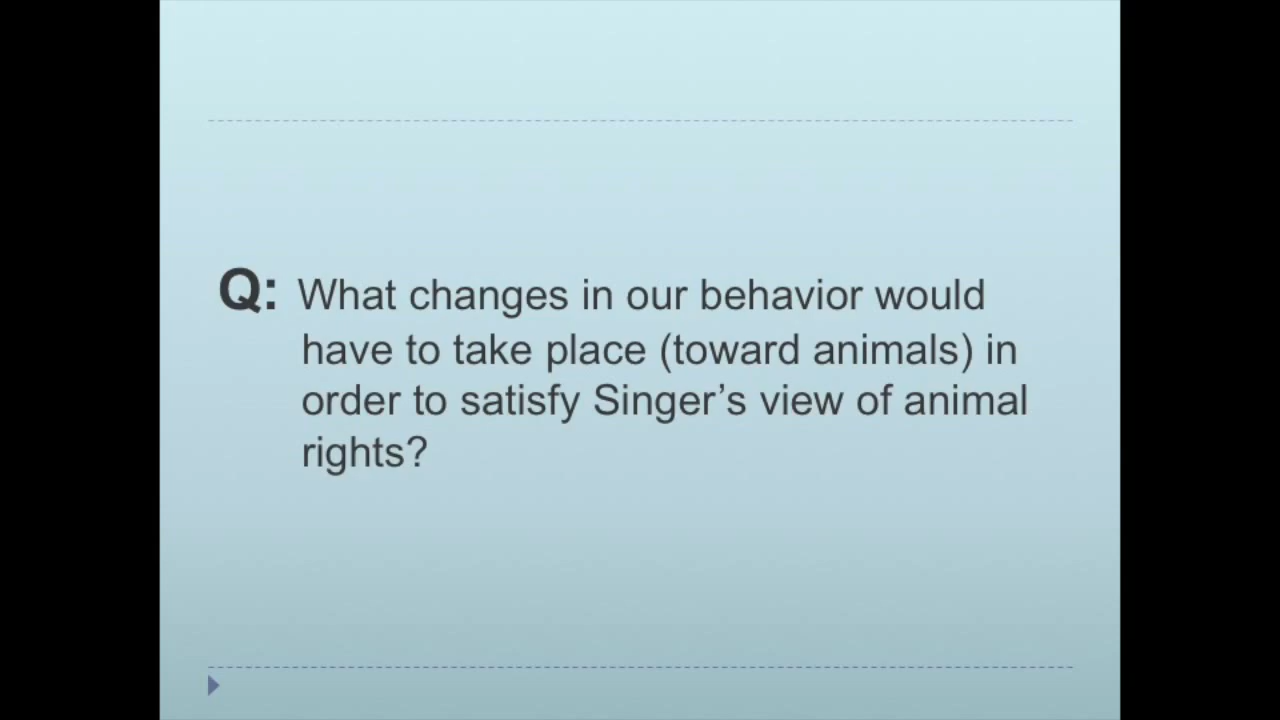 Q: What changes in our behavior would
have to take place (toward animals) in
order to satisfy Singer’s view of animal
rights?